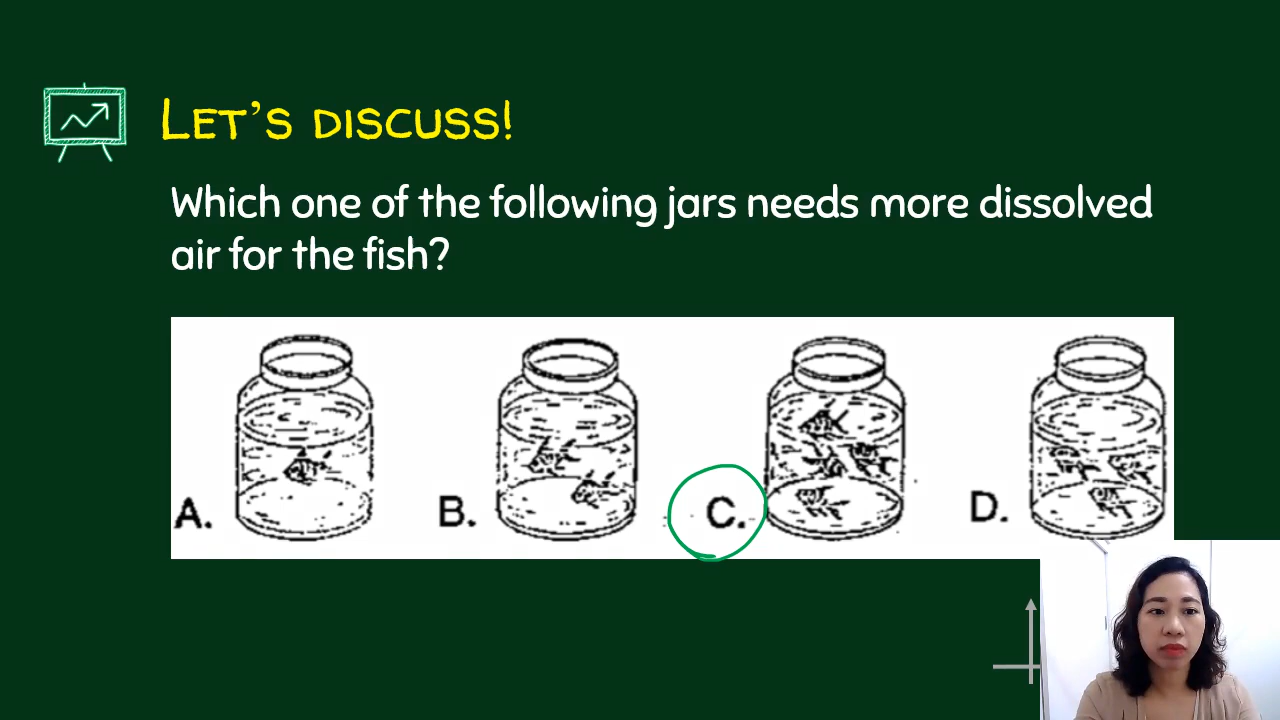 LET'S DISCUSS!
Which one of the following jars needs more dissolved
air for the fish?
A.
B.
C.
D.